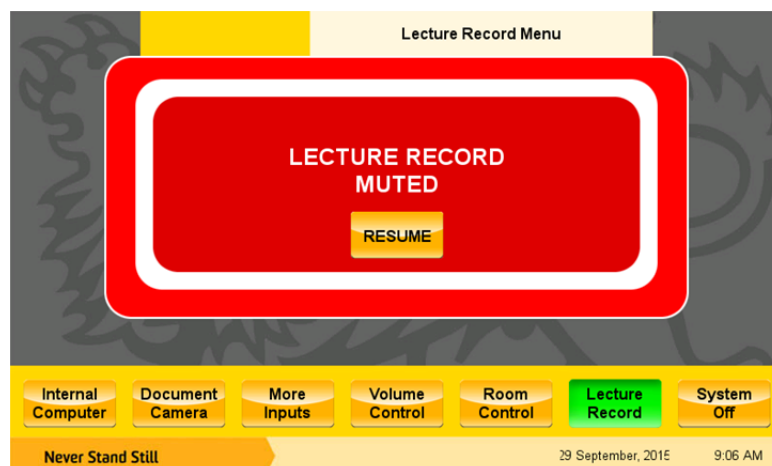 Lecture Record Menu
LECTURE RECORD
MUTED
RESUME
Internal
Computer
Document
Camera
More
Inputs
Volume
Control
Room
Control
Lecture
Record
System
Off
Never Stand Still
29 September, 2015
9:06 AM